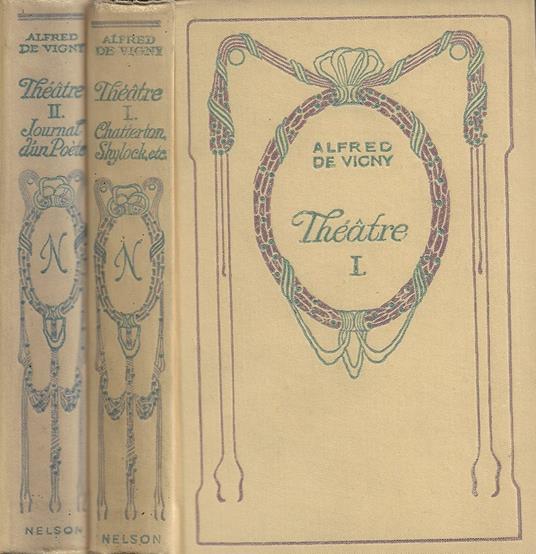 ALFRED
DE VIGNY
Théâtre
II.
Journal
d'un Poète
N
NELSON
ALFRED
DE VIGNY
Théâtre
I.
Chatterton,
Shylock, etc.
N
NELSON
ALFRED
DE VIGNY
Théâtre
I.